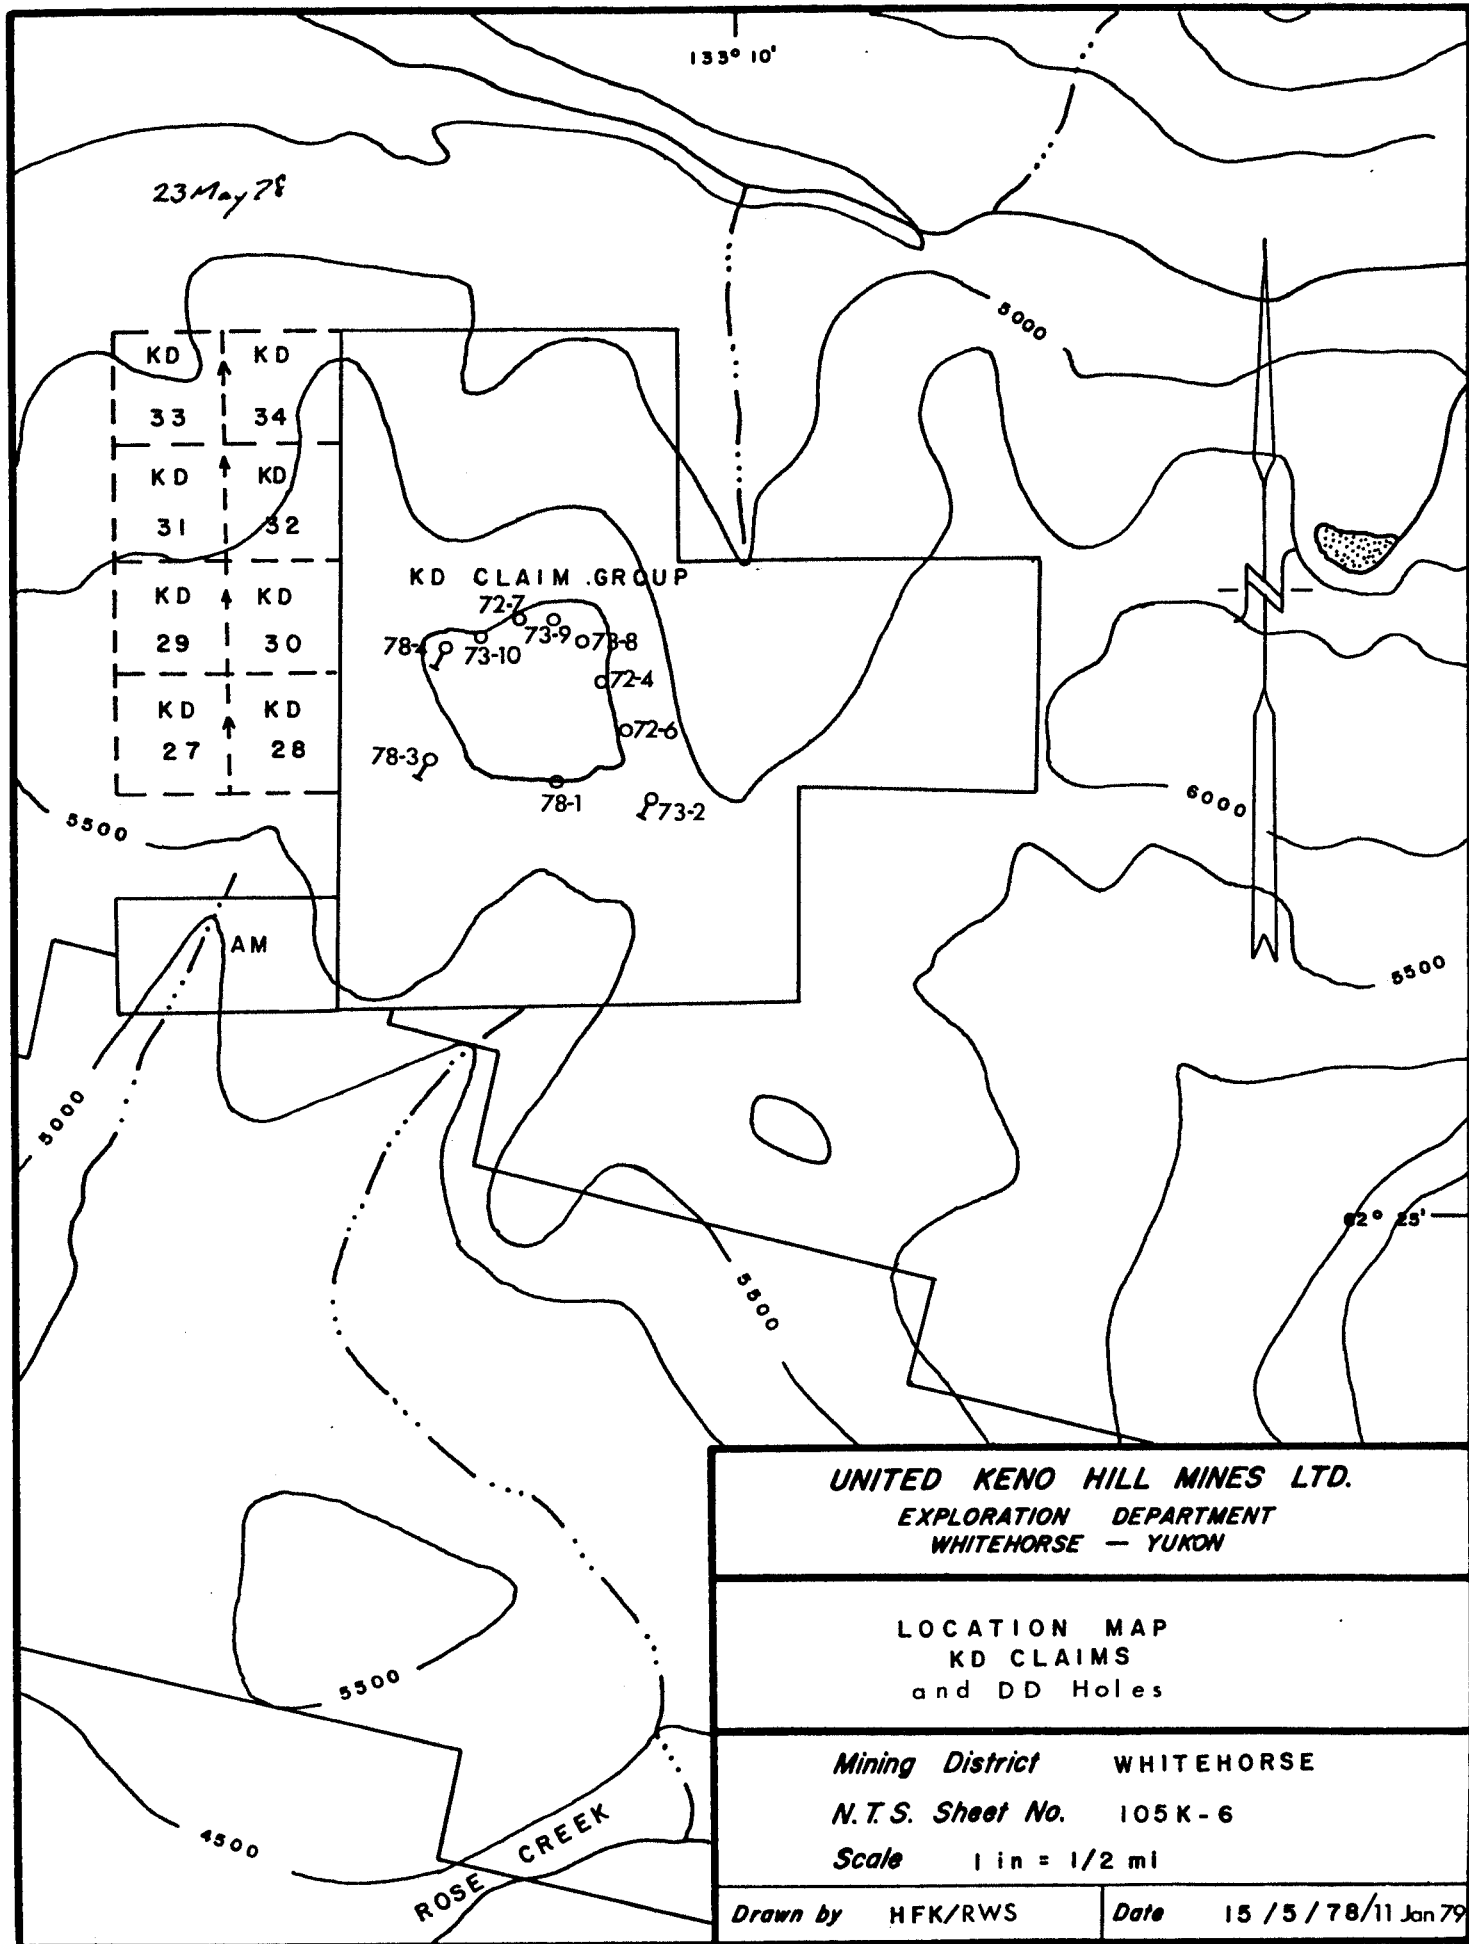 133° 10'
23 May 78
5000
KD KD
33 34
KD KD
31 32
KD KD
29 30
KD KD
27 28
KD CLAIM GROUP
72-7
73-9
73-8
78-4
73-10
72-4
72-6
78-3
78-1
73-2
6000
5500
AM
5500
5000
62° 25'
5500
5500
4500
ROSE CREEK
UNITED KENO HILL MINES LTD.
EXPLORATION DEPARTMENT
WHITEHORSE — YUKON
LOCATION MAP
KD CLAIMS
and DD Holes
Mining District WHITEHORSE
N.T.S. Sheet No. 105K-6
Scale 1 in = 1/2 mi
Drawn by HFK/RWS Date 15/5/78/11 Jan 79